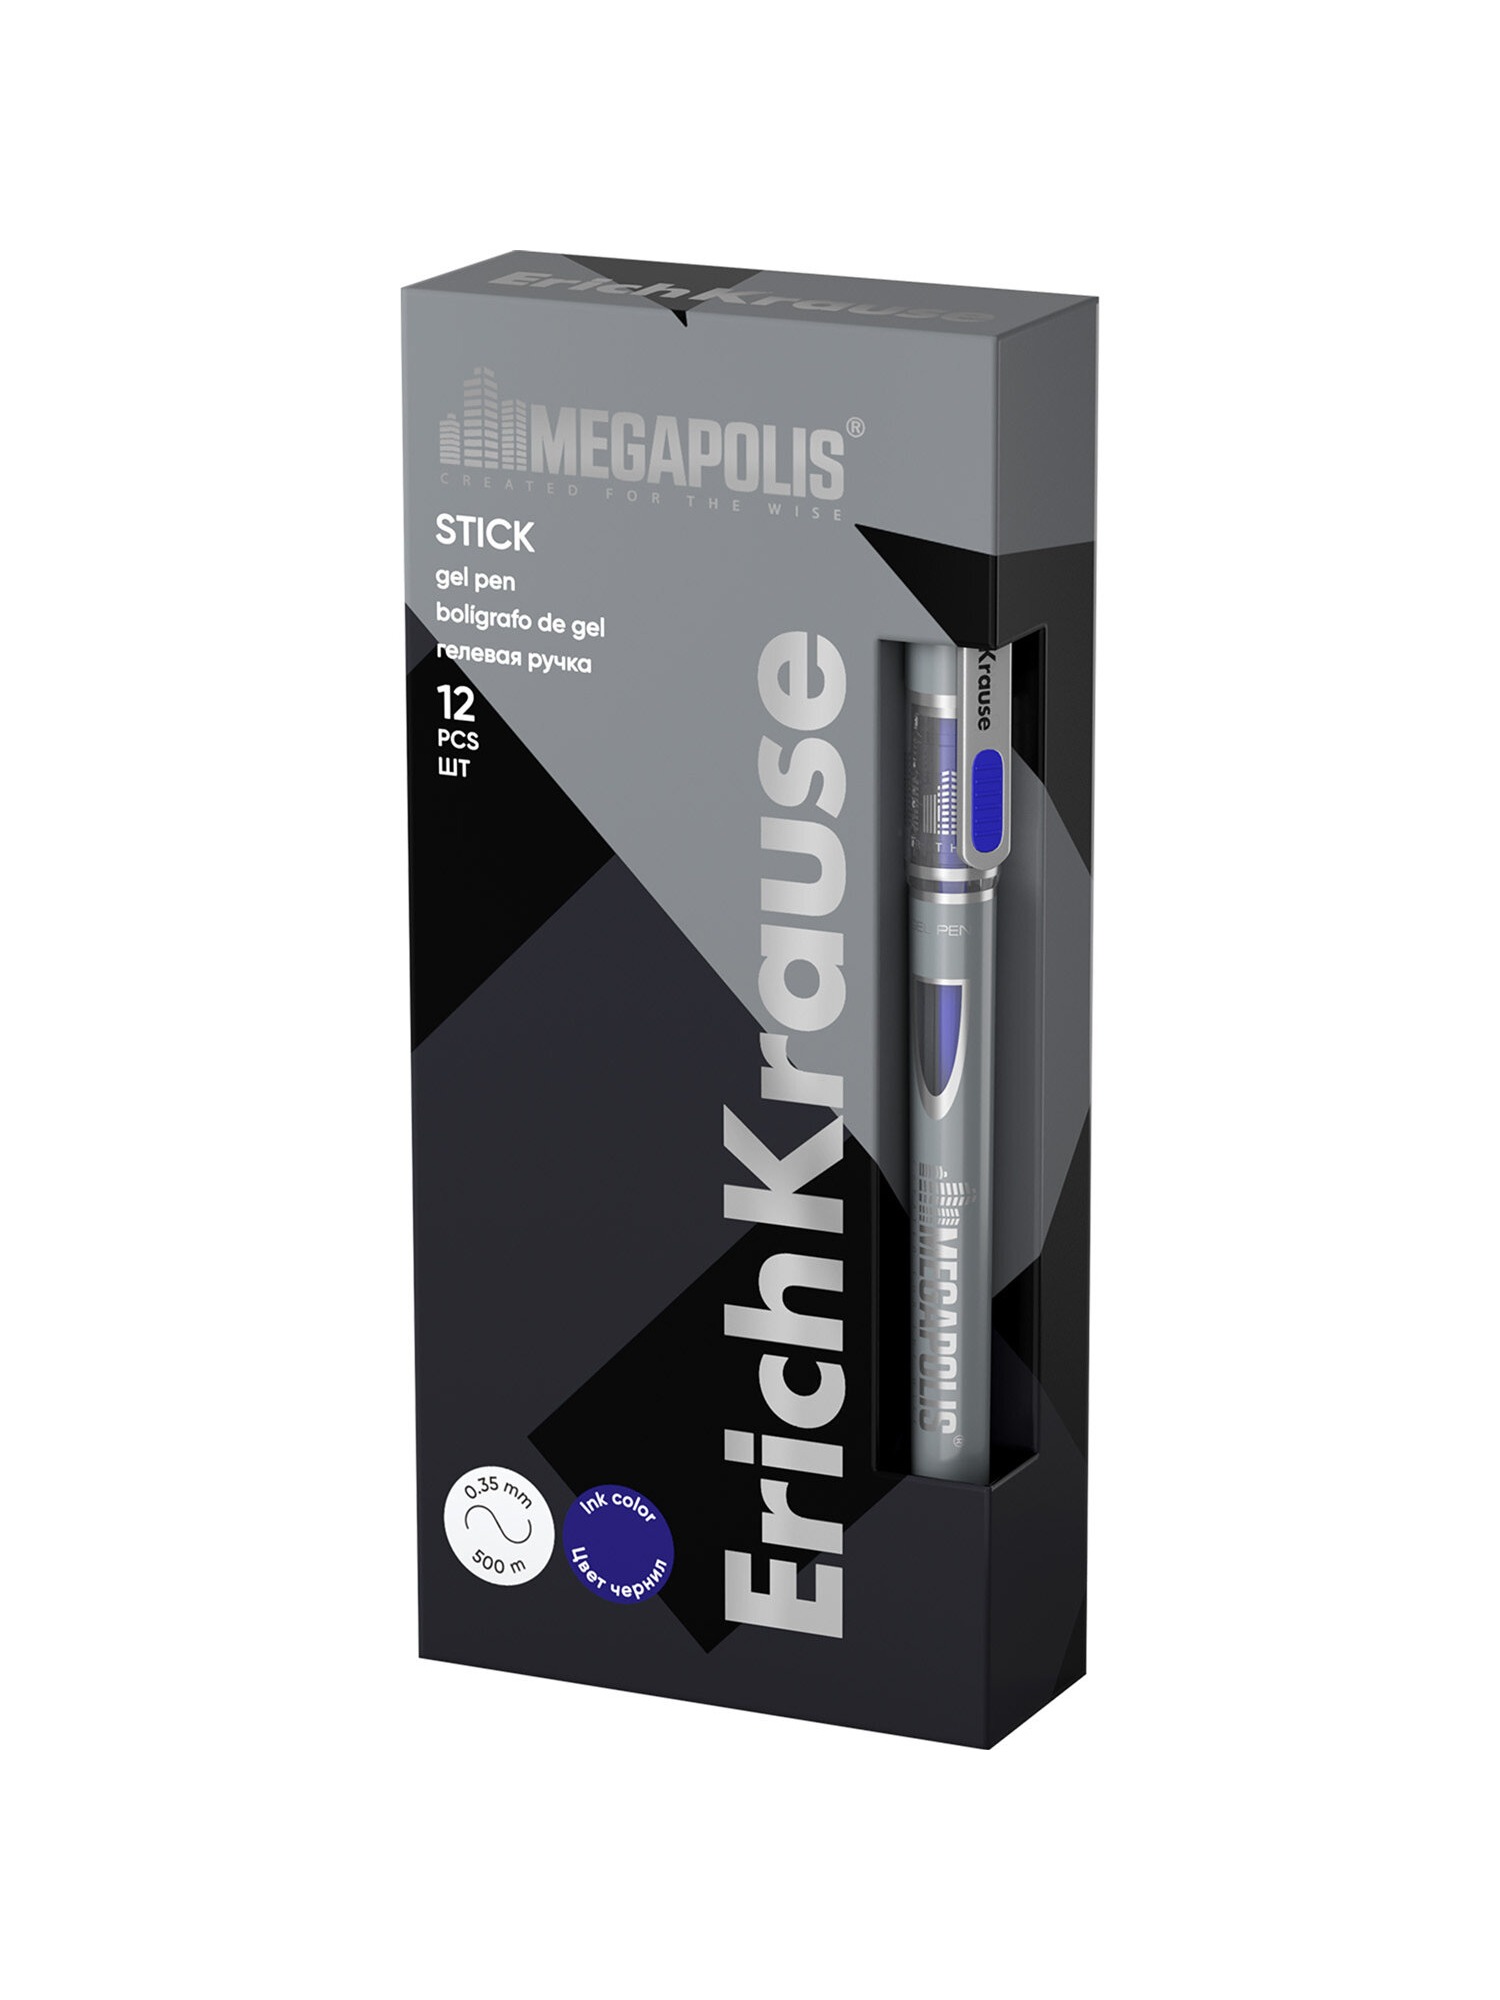 ErichKrause
MEGAPOLIS®
CREATED FOR THE WISE
STICK
gel pen
bolígrafo de gel
гелевая ручка
12
PCS
ШТ
ErichKrause
Krause
GEL PEN
MEGAPOLIS®
0.35 mm
500 m
Ink color
Цвет чернил